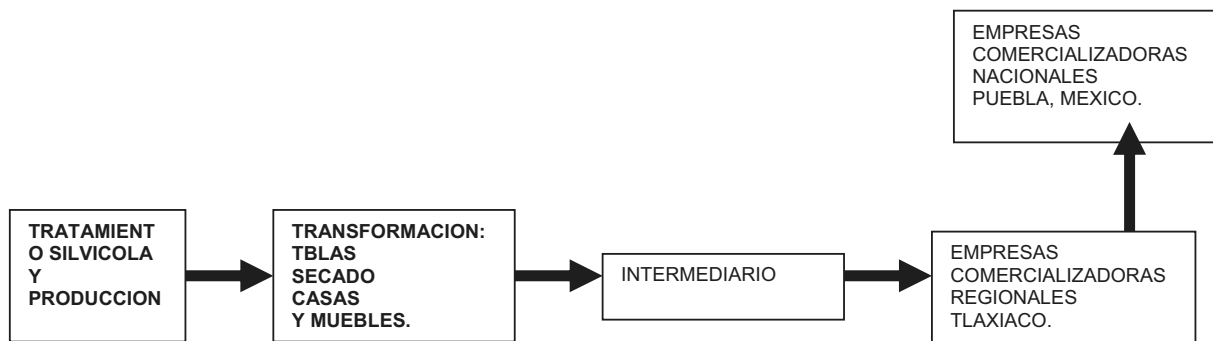 TRATAMIENT
O SILVICOLA
Y
PRODUCCION
TRANSFORMACION:
TBLAS
SECADO
CASAS
Y MUEBLES.
INTERMEDIARIO
EMPRESAS
COMERCIALIZADORAS
REGIONALES
TLAXIACO.
EMPRESAS
COMERCIALIZADORAS
NACIONALES
PUEBLA, MEXICO.